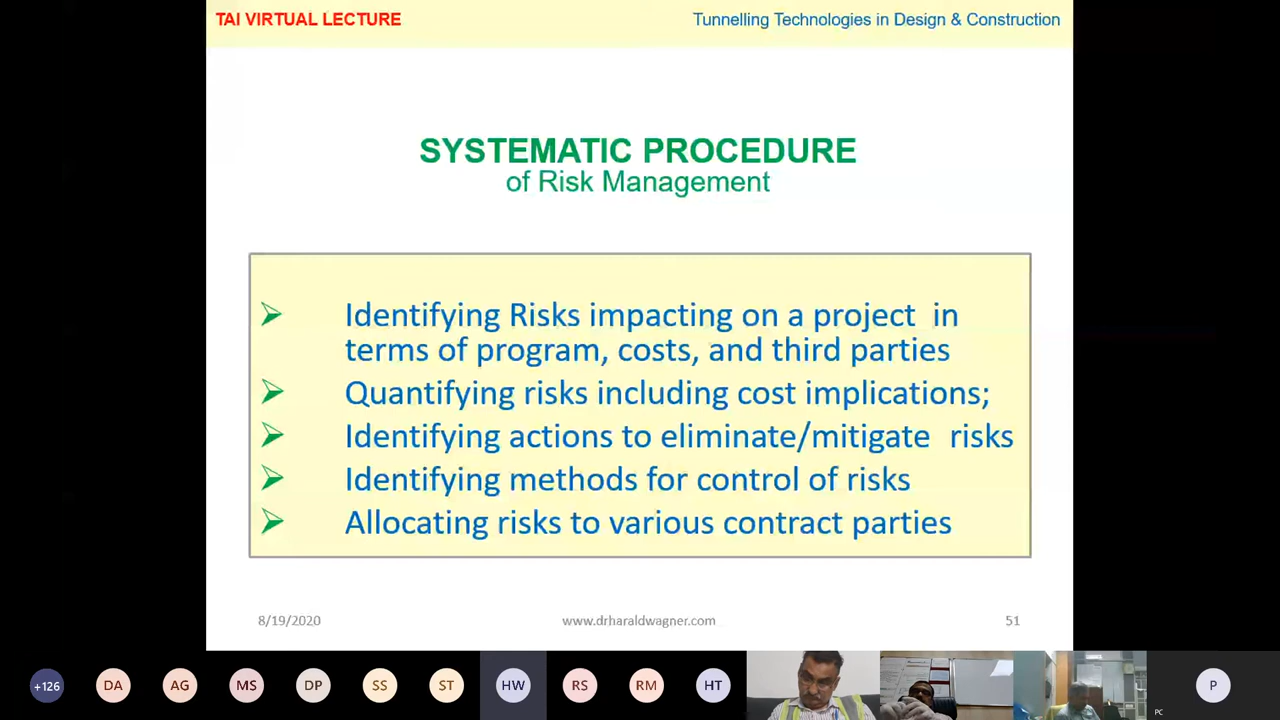 TAI VIRTUAL LECTURE Tunnelling Technologies in Design & Construction
SYSTEMATIC PROCEDURE
of Risk Management
Identifying Risks impacting on a project in
terms of program, costs, and third parties
Quantifying risks including cost implications;
Identifying actions to eliminate/mitigate risks
Identifying methods for control of risks
Allocating risks to various contract parties
8/19/2020 www.drharaldwagner.com 51
+126 DA AG MS DP SS ST HW RS RM HT P
PC